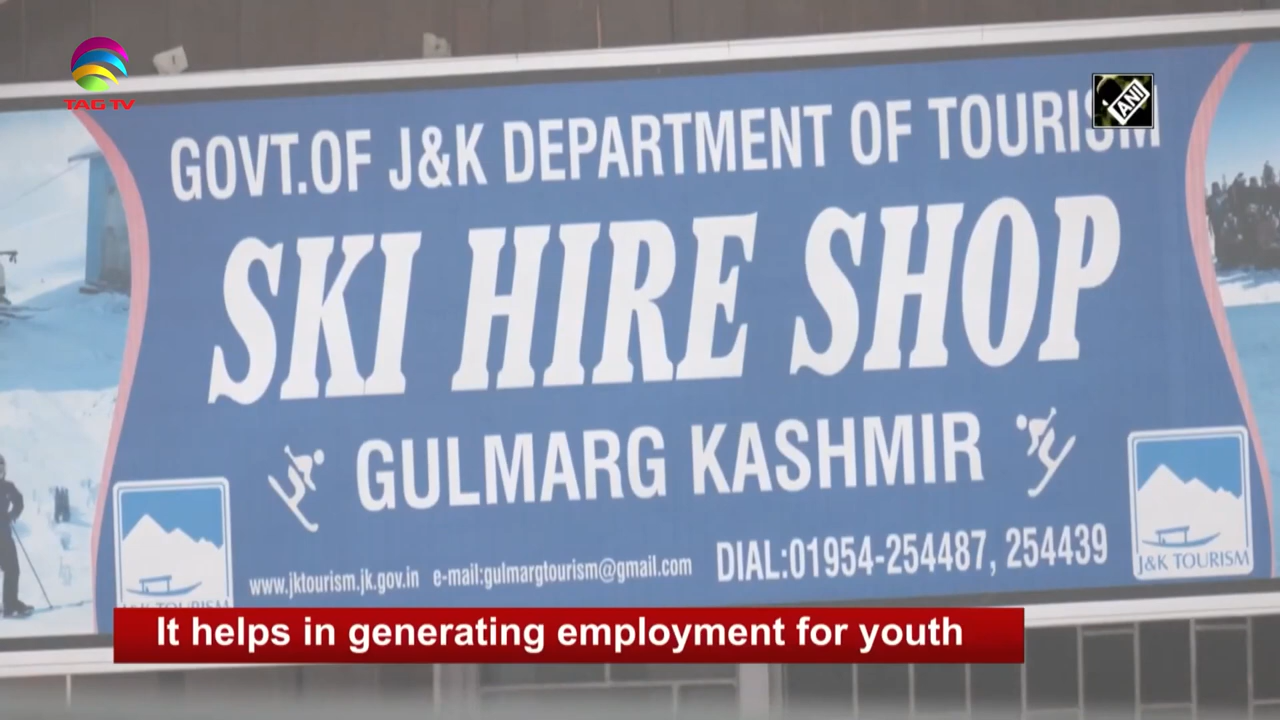 TAG TV
ANI
GOVT.OF J&K DEPARTMENT OF TOURISM
SKI HIRE SHOP
GULMARG KASHMIR
www.jktourism.jk.gov.in e-mail:gulmargtourism@gmail.com DIAL:01954-254487, 254439
J&K TOURISM
J&K TOURISM
It helps in generating employment for youth